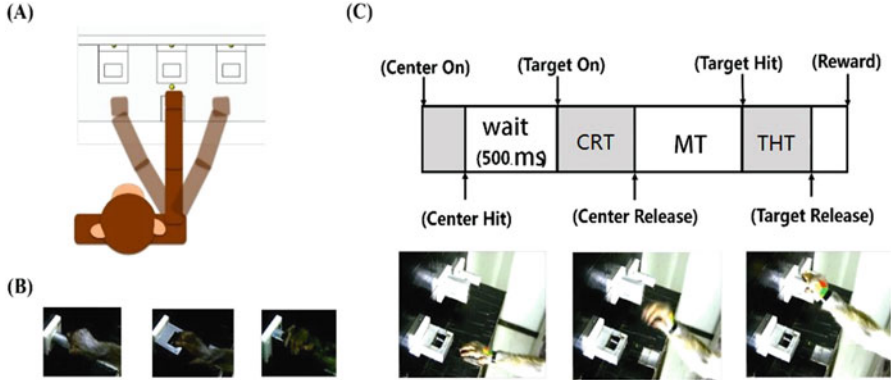 (A)
(C)
(Center On)
(Target On)
(Target Hit)
(Reward)
wait
(500.ms)
CRT
MT
THT
(Center Hit)
(Center Release)
(Target Release)
(B)